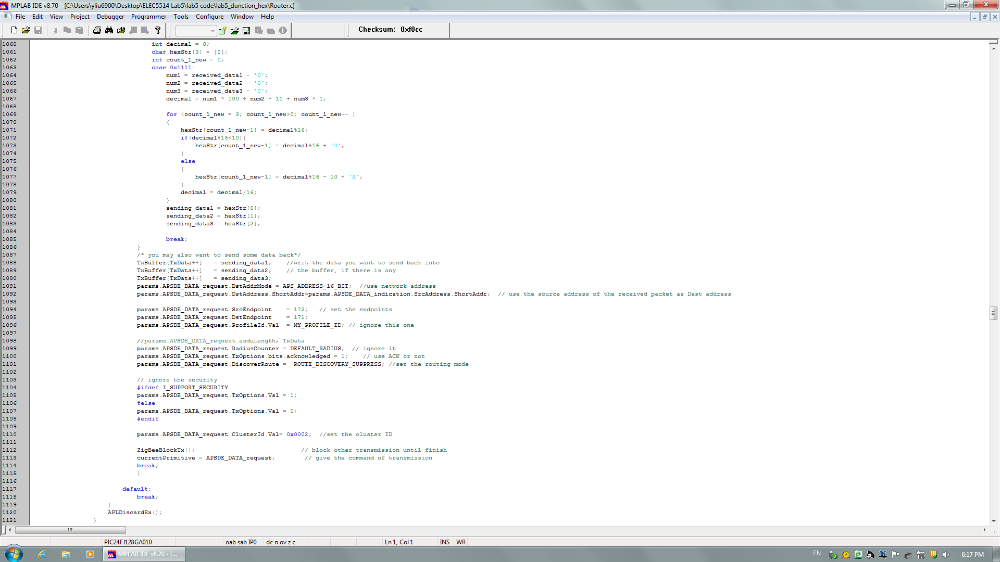 MPLAB IDE v8.70 - [C:\Users\yliu6900\Desktop\ELEC5514 Lab5\lab5 code\lab5_dunction_hex\Router.c]
File Edit View Project Debugger Programmer Tools Configure Window Help
Checksum: 0xf8cc
1060 int decimal = 0;
1061 char hexStr[3] = {0};
1062 int count_1_new = 0;
1063 case 0x1111:
1064 num1 = received_data1 - '0';
1065 num2 = received_data2 - '0';
1066 num3 = received_data3 - '0';
1067 decimal = num1 * 100 + num2 * 10 + num3 * 1;
1068
1069 for (count_1_new = 3; count_1_new>0; count_1_new-- )
1070 {
1071 hexStr[count_1_new-1] = decimal%16;
1072 if(decimal%16<10){
1073 hexStr[count_1_new-1] = decimal%16 + '0';
1074 }
1075 else
1076 {
1077 hexStr[count_1_new-1] = decimal%16 - 10 + 'A';
1078 }
1079 decimal = decimal/16;
1080 }
1081 sending_data1 = hexStr[0];
1082 sending_data2 = hexStr[1];
1083 sending_data3 = hexStr[2];
1084
1085 break;
1086 }
1087 /* you may also want to send some data back*/
1088 TxBuffer[TxData++] = sending_data1; //writ the data you want to send back into
1089 TxBuffer[TxData++] = sending_data2; // the buffer, if there is any
1090 TxBuffer[TxData++] = sending_data3;
1091 params.APSDE_DATA_request.DstAddrMode = APS_ADDRESS_16_BIT; //use network address
1092 params.APSDE_DATA_request.DstAddress.ShortAddr=params.APSDE_DATA_indication.SrcAddress.ShortAddr; // use the source address of the received packet as Dest address
1093
1094 params.APSDE_DATA_request.SrcEndpoint = 172; // set the endpoints
1095 params.APSDE_DATA_request.DstEndpoint = 171;
1096 params.APSDE_DATA_request.ProfileId.Val = MY_PROFILE_ID; // ignore this one
1097
1098 //params.APSDE_DATA_request.asduLength; TxData
1099 params.APSDE_DATA_request.RadiusCounter = DEFAULT_RADIUS; // ignore it
1100 params.APSDE_DATA_request.TxOptions.bits.acknowledged = 1; // use ACK or not
1101 params.APSDE_DATA_request.DiscoverRoute = ROUTE_DISCOVERY_SUPPRESS; //set the routing mode
1102
1103 // ignore the security
1104 #ifdef I_SUPPORT_SECURITY
1105 params.APSDE_DATA_request.TxOptions.Val = 1;
1106 #else
1107 params.APSDE_DATA_request.TxOptions.Val = 0;
1108 #endif
1109
1110 params.APSDE_DATA_request.ClusterId.Val= 0x0002; //set the cluster ID
1111
1112 ZigBeeBlockTx(); // block other transmission until finish
1113 currentPrimitive = APSDE_DATA_request; // give the command of transmission
1114 break;
1115 }
1116
1117 default:
1118 break;
1119 }
1120 APLDiscardRx();
1121 }
PIC24FJ128GA010 oab sab IP0 dc n ov z c Ln 1, Col 1 INS WR
MPLAB IDE v8.70 - [... EN 6:17 PM